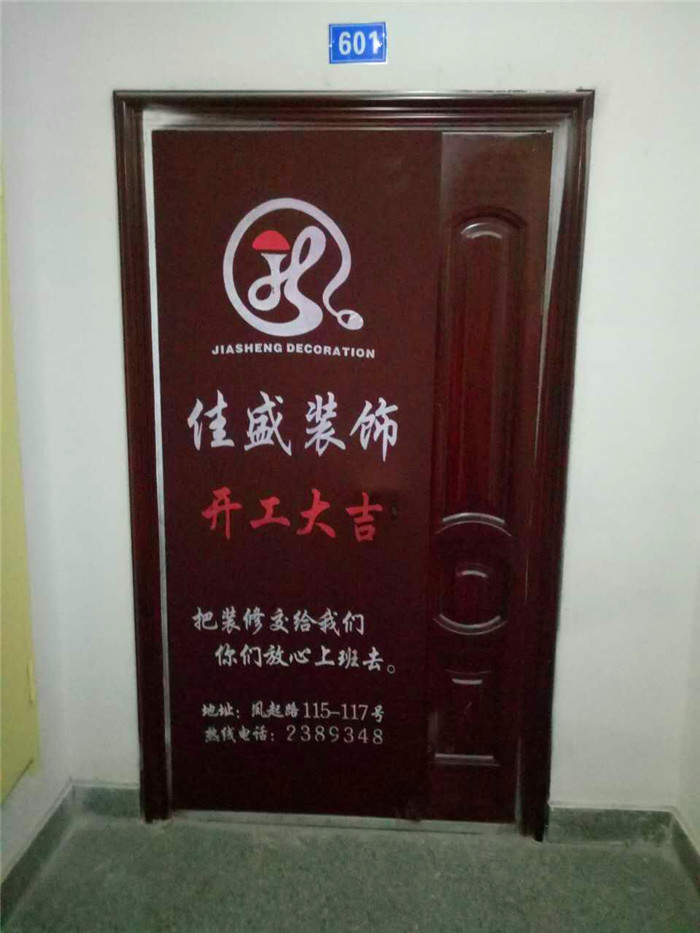 601
JIASHENG DECORATION
佳盛装饰
开工大吉
把装修交给我们
你们放心上班去。
地址：凤起路115-117号
热线电话：2389348